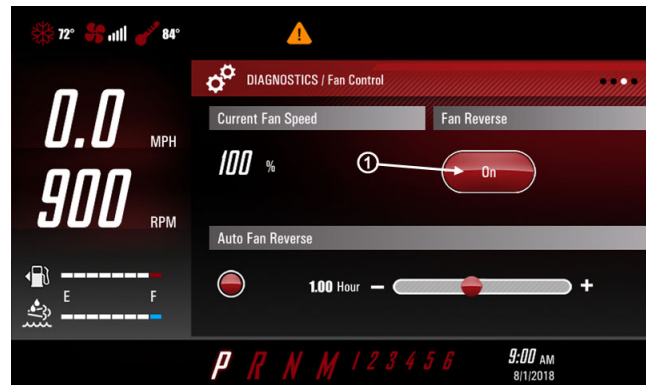 72° 84°
DIAGNOSTICS / Fan Control
0.0 MPH
900 RPM
Current Fan Speed Fan Reverse
100 % 1 On
Auto Fan Reverse
1.00 Hour − +
E F
P R N M 1 2 3 4 5 6
9:00 AM
8/1/2018